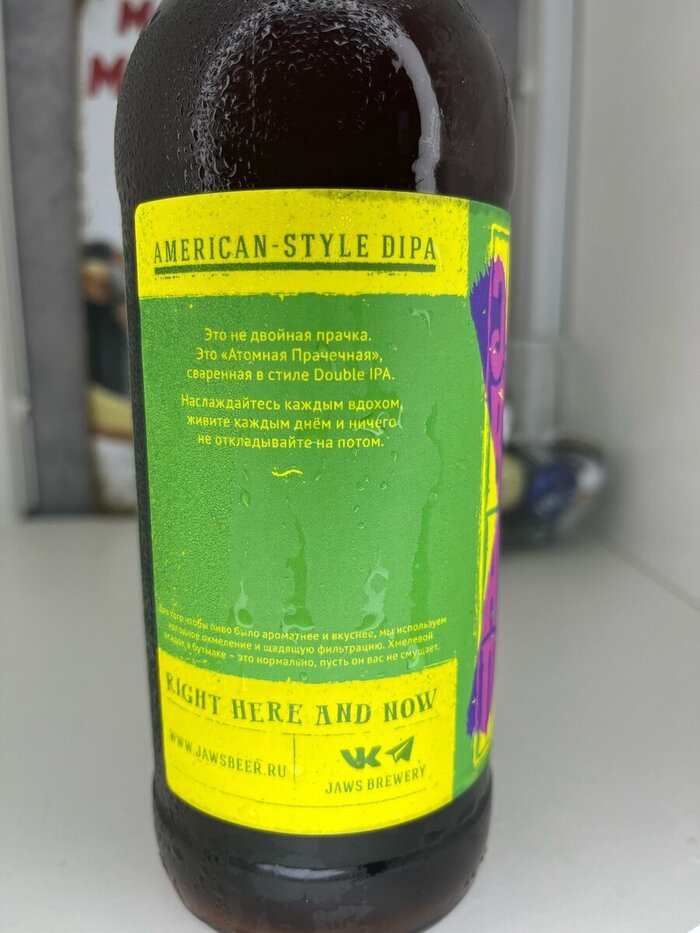 AMERICAN-STYLE DIPA
Это не двойная прачка.
Это «Атомная Прачечная»,
сваренная в стиле Double IPA.
Наслаждайтесь каждым вдохом,
живите каждым днём и ничего
не откладывайте на потом.
Для того чтобы пиво было ароматнее и вкуснее, мы используем
холодное охмеление и щадящую фильтрацию. Хмелевой
осадок в бутылке – это нормально, пусть он вас не смущает.
RIGHT HERE AND NOW
WWW.JAWSBEER.RU
JAWS BREWERY